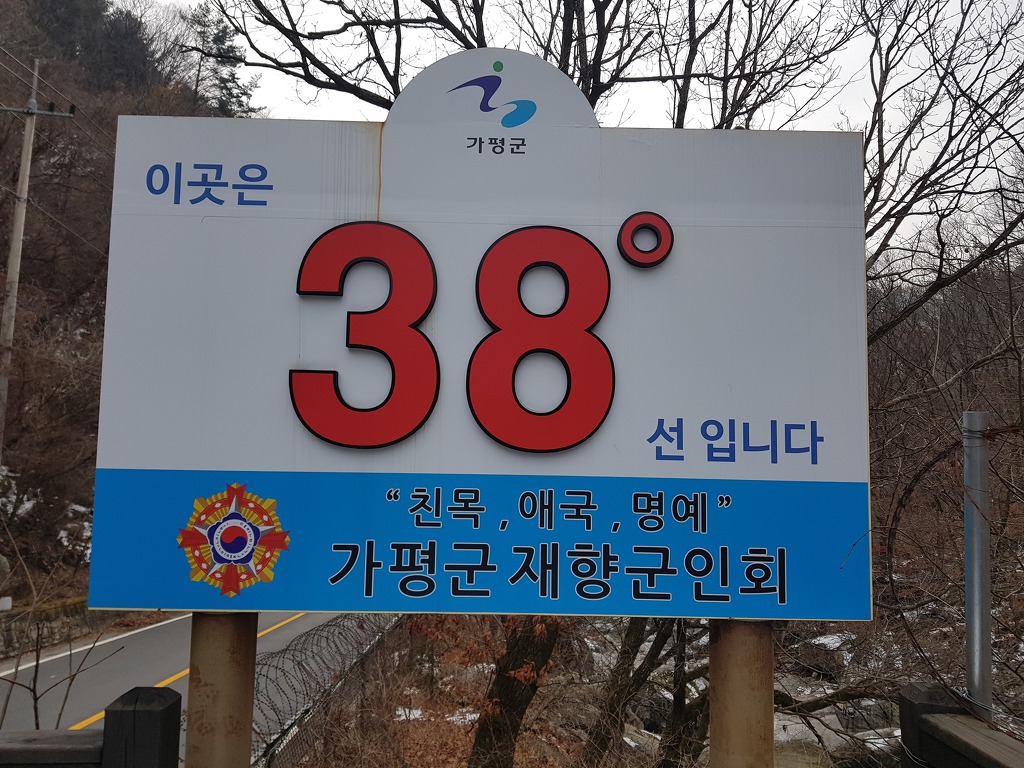 가평군
이곳은
38°
선 입니다
“ 친목 , 애국 , 명예 ”
가평군 재향군인회